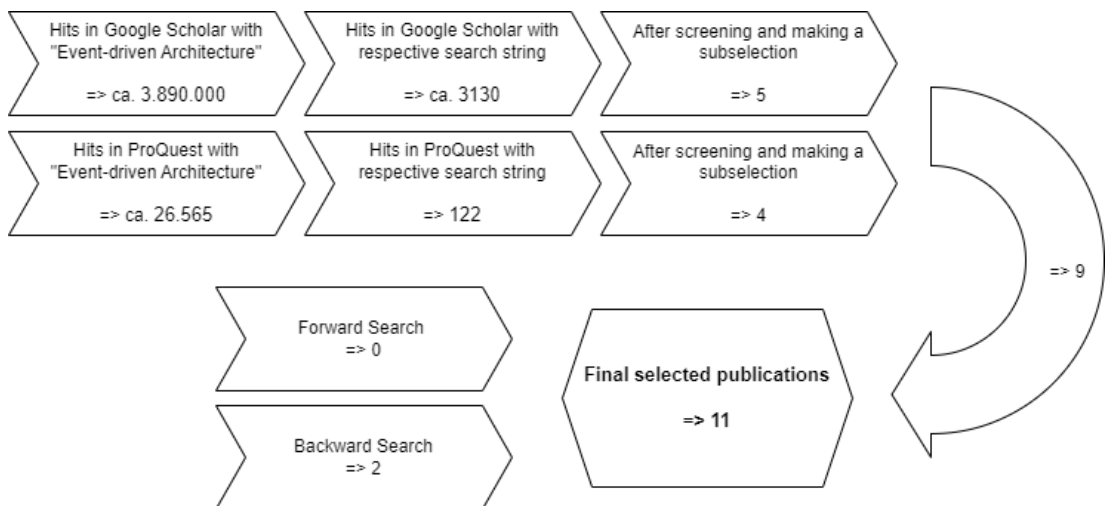 Hits in Google Scholar with
"Event-driven Architecture"
=> ca. 3.890.000
Hits in Google Scholar with
respective search string
=> ca. 3130
After screening and making a
subselection
=> 5
Hits in ProQuest with
"Event-driven Architecture"
=> ca. 26.565
Hits in ProQuest with
respective search string
=> 122
After screening and making a
subselection
=> 4
=> 9
Forward Search
=> 0
Backward Search
=> 2
Final selected publications
=> 11